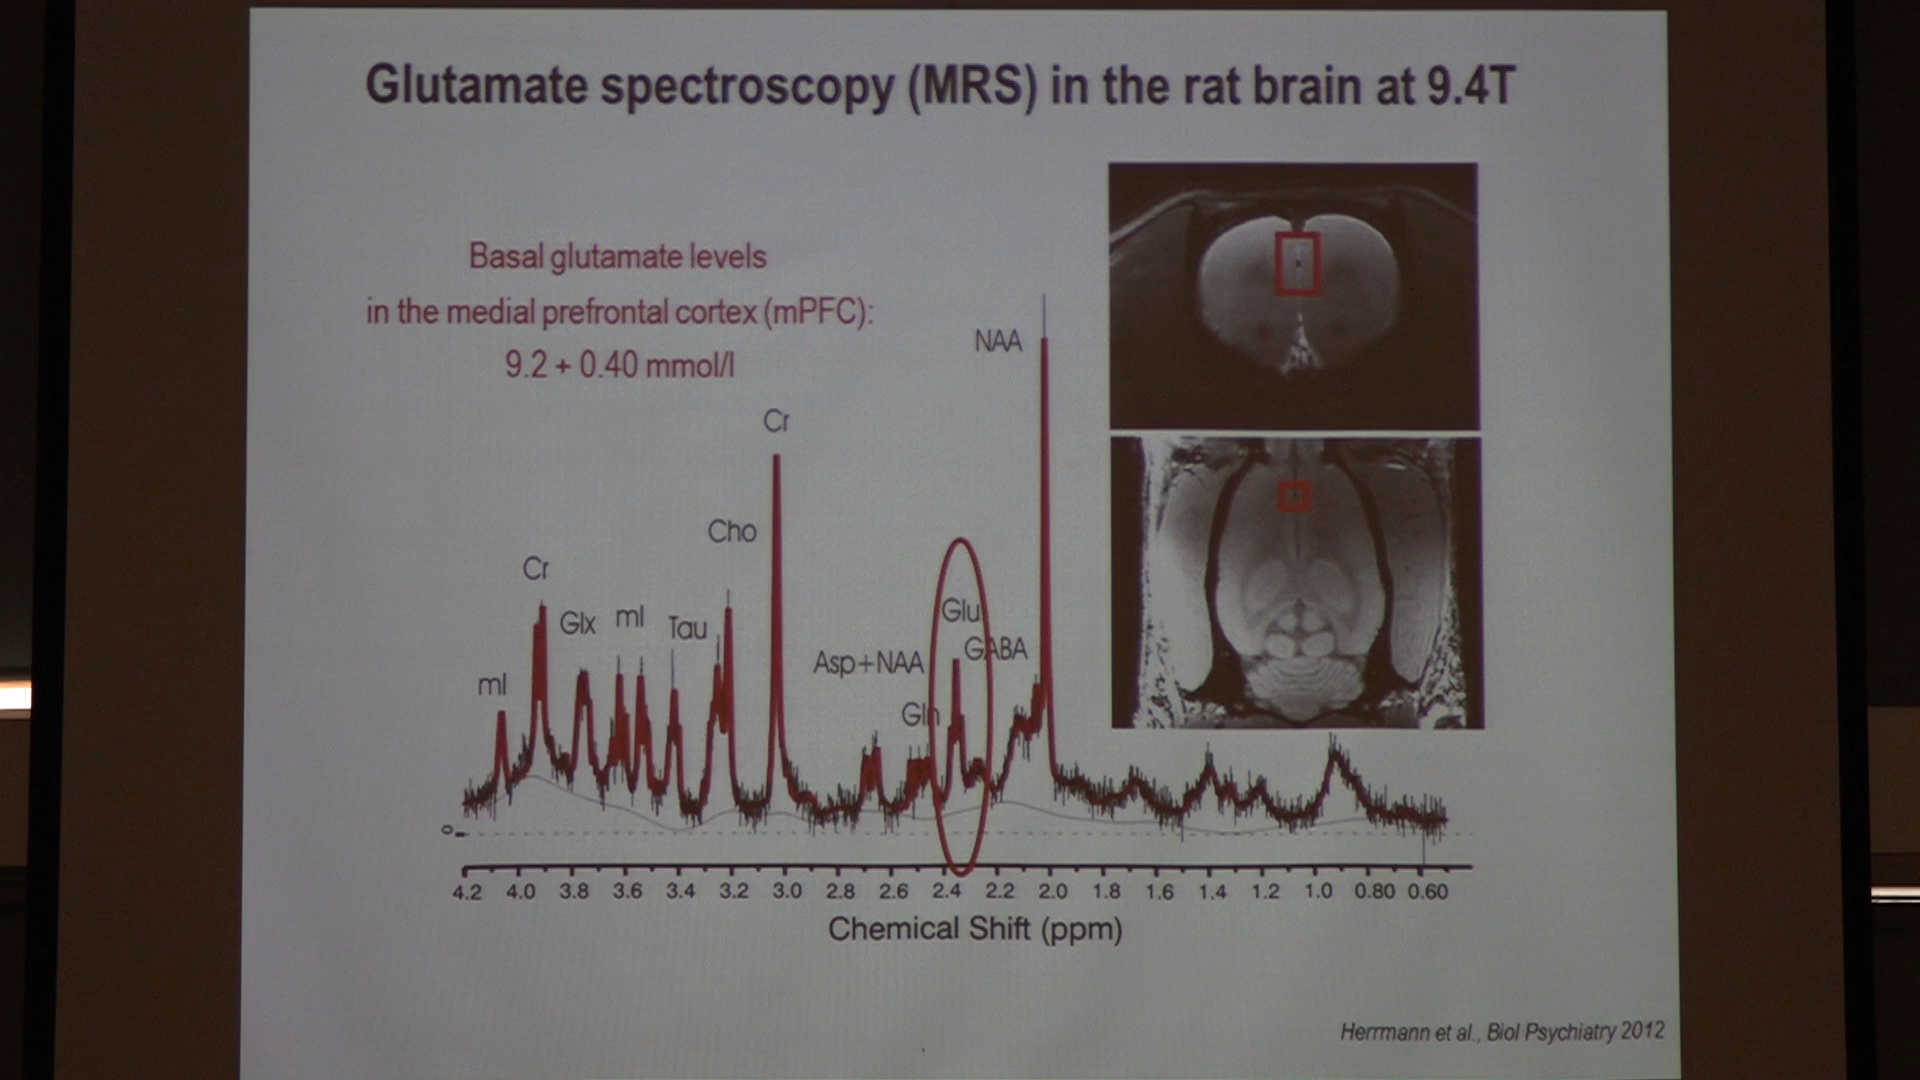 Glutamate spectroscopy (MRS) in the rat brain at 9.4T
Basal glutamate levels
in the medial prefrontal cortex (mPFC):
9.2 + 0.40 mmol/l
NAA
Cr
Cho
Cr
Glx
mI
Tau
Glu
GABA
Asp+NAA
Gln
mI
0
4.2 4.0 3.8 3.6 3.4 3.2 3.0 2.8 2.6 2.4 2.2 2.0 1.8 1.6 1.4 1.2 1.0 0.80 0.60
Chemical Shift (ppm)
Herrmann et al., Biol Psychiatry 2012